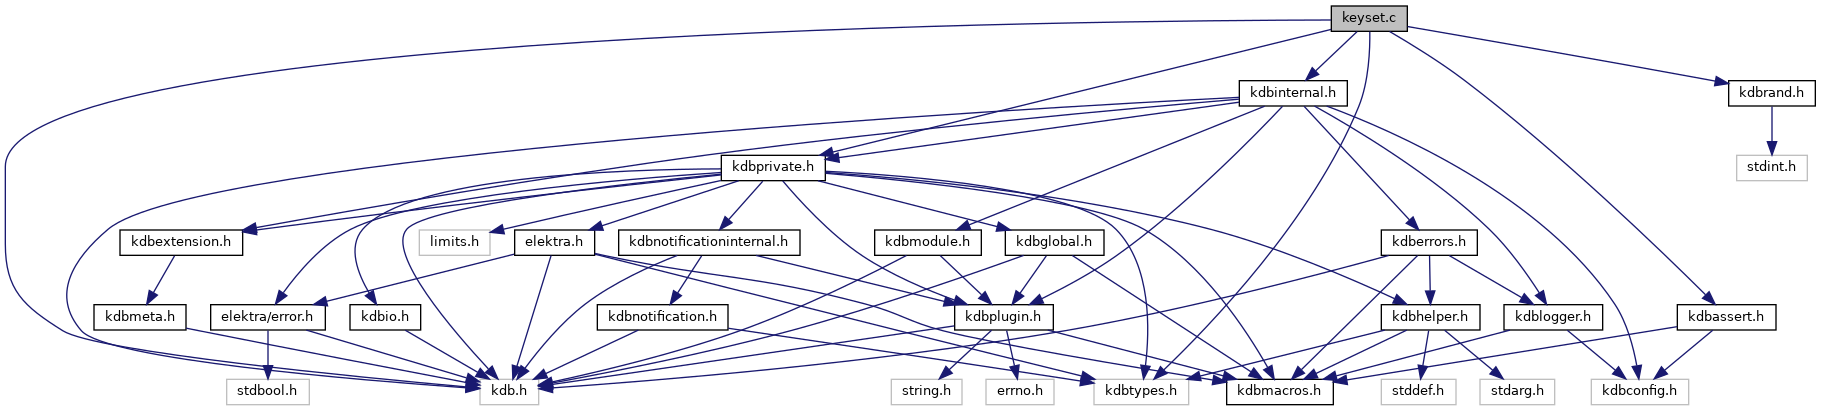 keyset.c
kdbinternal.h
kdbrand.h
kdbprivate.h
stdint.h
kdbextension.h
limits.h
elektra.h
kdbnotificationinternal.h
kdbmodule.h
kdbglobal.h
kdberrors.h
kdbmeta.h
elektra/error.h
kdbio.h
kdbnotification.h
kdbplugin.h
kdbhelper.h
kdblogger.h
kdbassert.h
stdbool.h
kdb.h
string.h
errno.h
kdbtypes.h
kdbmacros.h
stddef.h
stdarg.h
kdbconfig.h